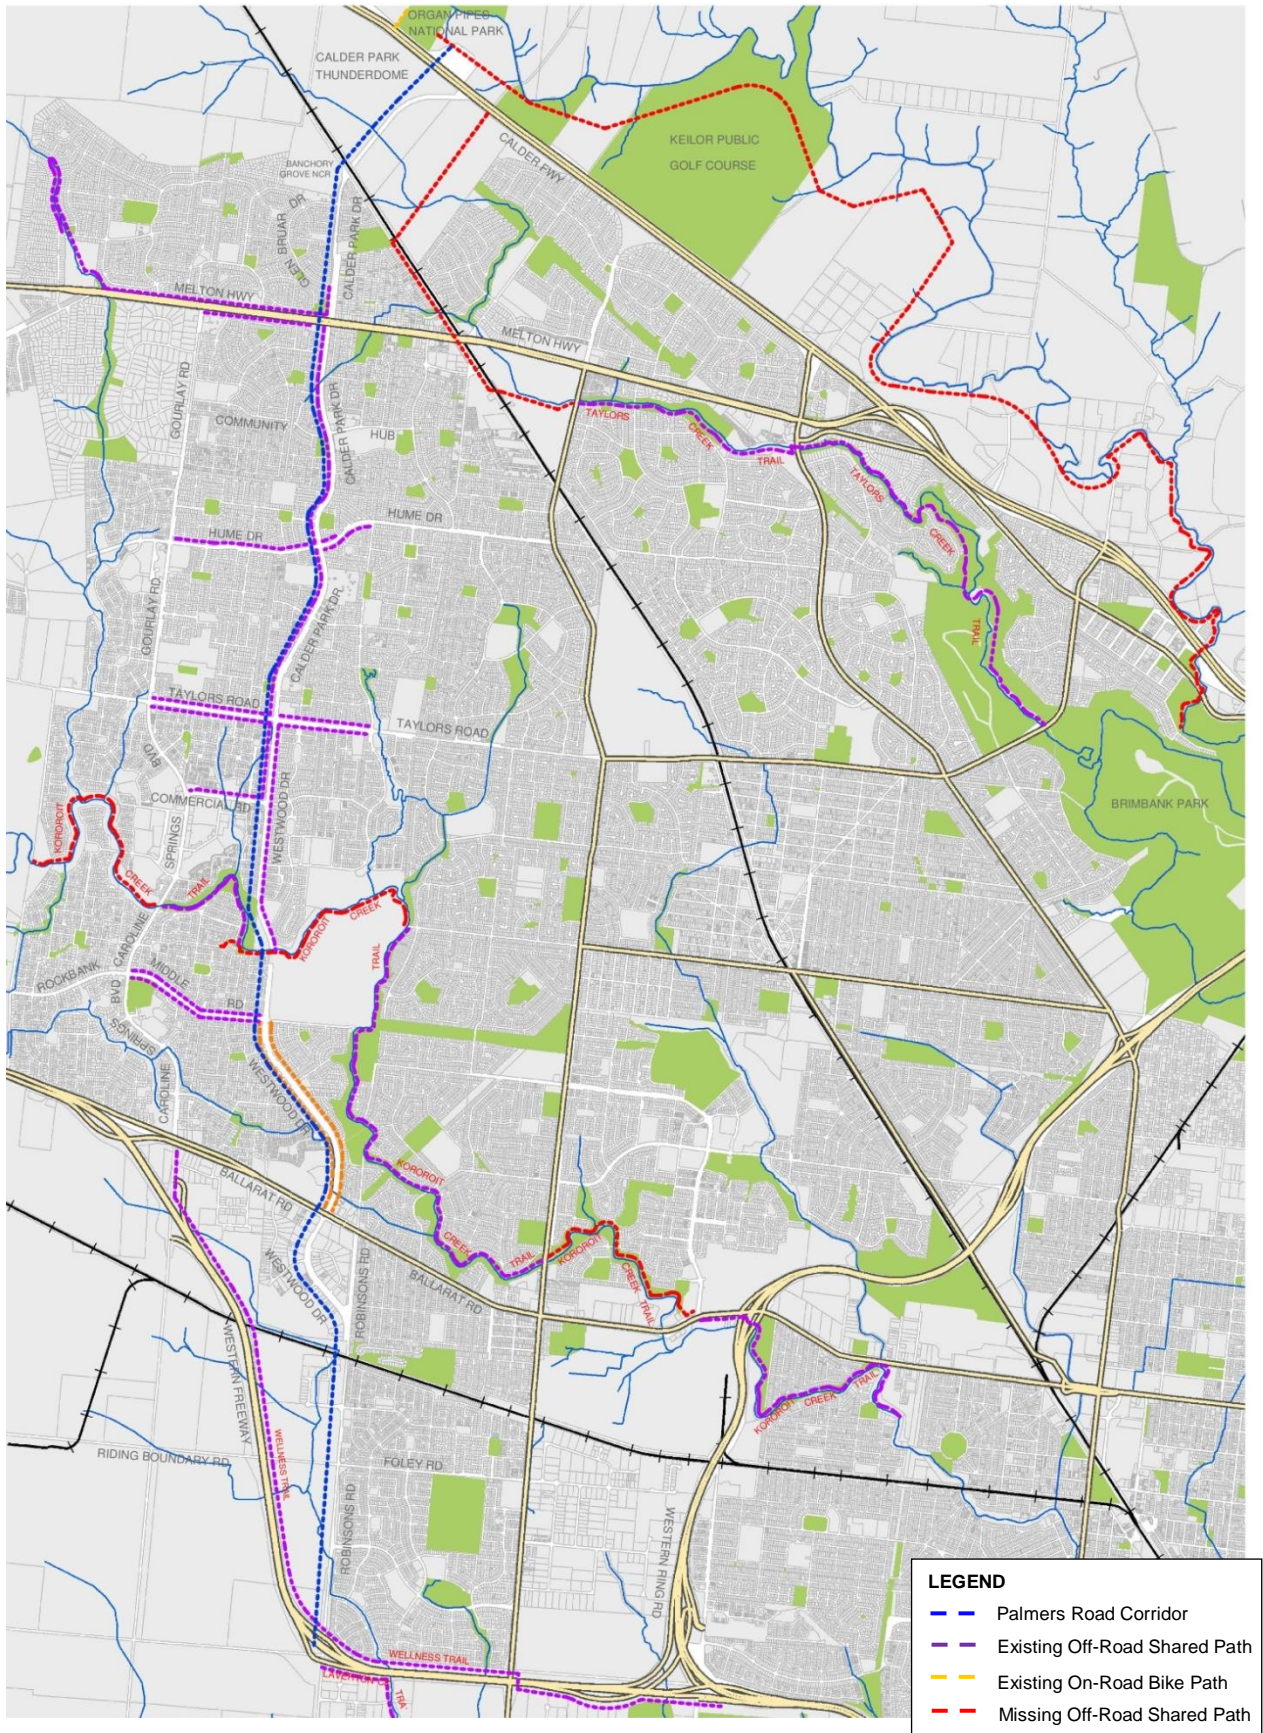 ORGAN PIPES
NATIONAL PARK
CALDER PARK
THUNDERDOME
KEILOR PUBLIC
GOLF COURSE
CALDER FWY
BANCHORY
GROVE NCR
GLEN BRUAR DR
CALDER PARK DR
MELTON HWY
MELTON HWY
GOURLAY RD
COMMUNITY
HUB
CALDER PARK DR
TAYLORS
CREEK
TRAIL
TAYLORS
CREEK
TRAIL
HUME DR
HUME DR
GOURLAY RD
CALDER PARK DR
TAYLORS ROAD
TAYLORS ROAD
BVD
SPRINGS
CAROLINE
COMMERCIAL RD
WESTWOOD DR
BRIMBANK PARK
KOROROIT
CREEK
TRAIL
KOROROIT
CREEK
TRAIL
ROCKBANK
MIDDLE
RD
BVD
SPRINGS
CAROLINE
WESTWOOD DR
KOROROIT
CREEK
TRAIL
KOROROIT
CREEK
TRAIL
BALLARAT RD
BALLARAT RD
WESTWOOD DR
ROBINSONS RD
WESTERN FREEWAY
KOROROIT
CREEK
TRAIL
WELLNESS TRAIL
RIDING BOUNDARY RD
FOLEY RD
ROBINSONS RD
WESTERN RING RD
WELLNESS TRAIL
LAVERTON C
TRA
LEGEND
Palmers Road Corridor
Existing Off-Road Shared Path
Existing On-Road Bike Path
Missing Off-Road Shared Path